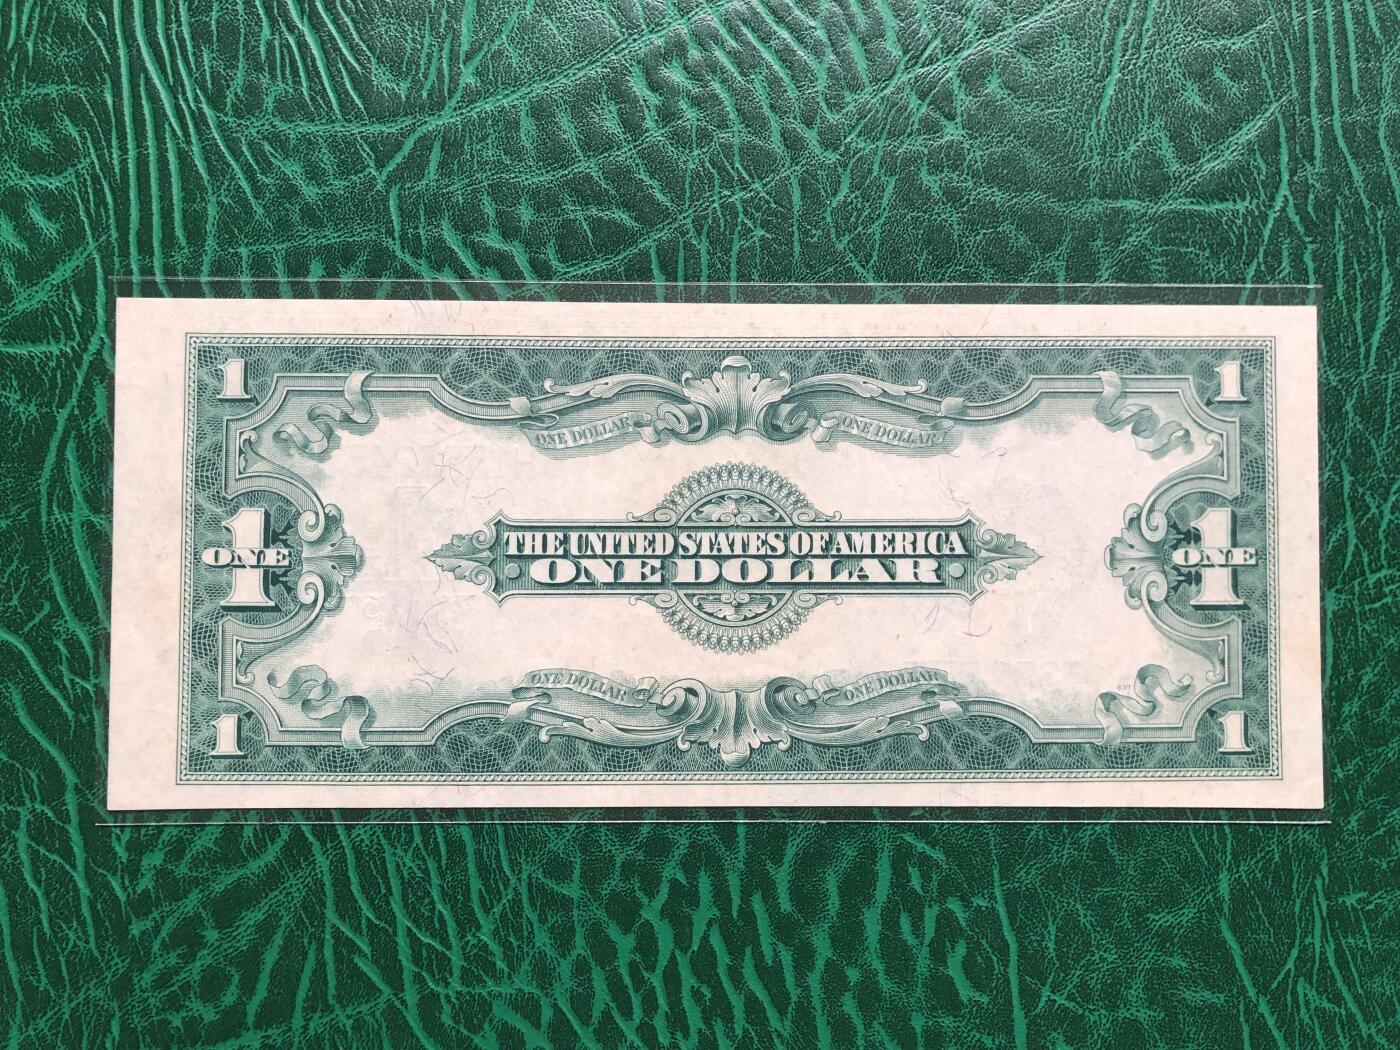 1 1
ONE DOLLAR ONE DOLLAR
1 ONE THE UNITED STATES OF AMERICA 1 ONE
ONE DOLLAR
ONE DOLLAR ONE DOLLAR
1 1